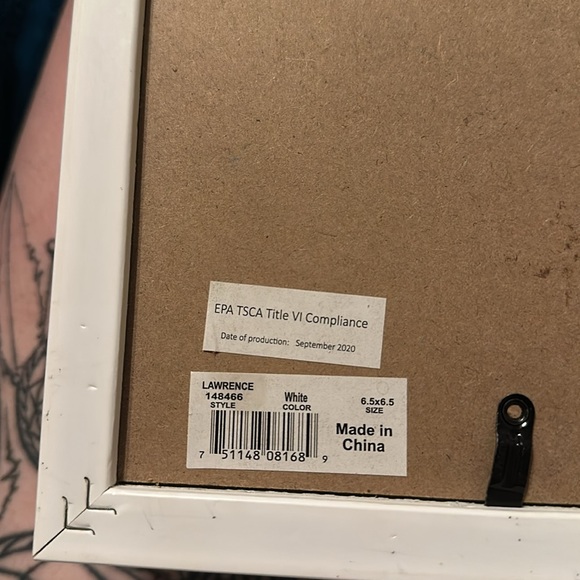 EPA TSCA Title VI Compliance
Date of production: September 2020
LAWRENCE
148466 White 6.5x6.5
STYLE COLOR SIZE
Made in
China
7 51148 08168 9